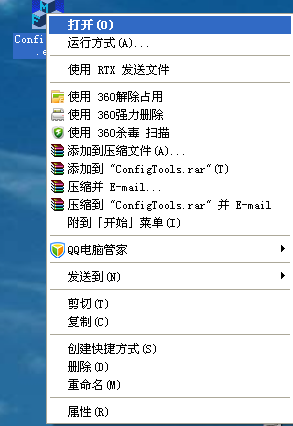 Confi
.e
打开(O)
运行方式(A)...
使用 RTX 发送文件
使用 360解除占用
使用 360强力删除
使用 360杀毒 扫描
添加到压缩文件(A)...
添加到 "ConfigTools.rar"(T)
压缩并 E-mail...
压缩到 "ConfigTools.rar" 并 E-mail
附到「开始」菜单(I)
QQ电脑管家
发送到(N)
剪切(T)
复制(C)
创建快捷方式(S)
删除(D)
重命名(M)
属性(R)